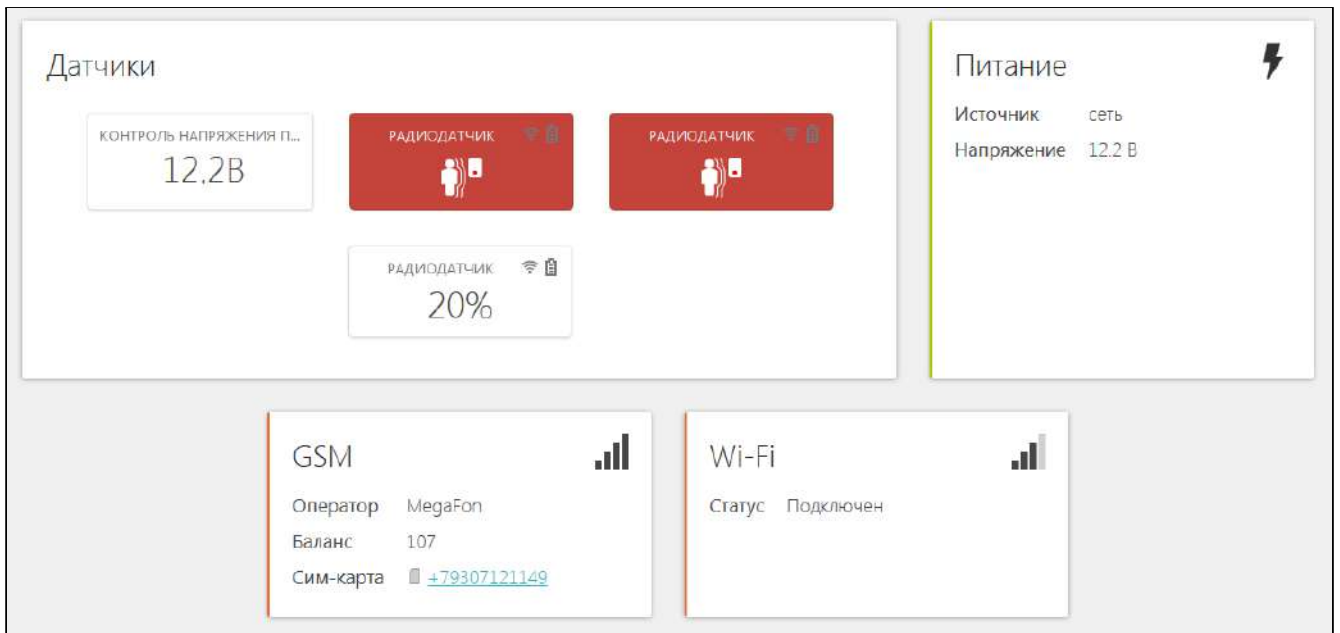 Датчики
КОНТРОЛЬ НАПРЯЖЕНИЯ П...
12,2В
РАДИОДАТЧИК
РАДИОДАТЧИК
РАДИОДАТЧИК
20%
Питание
Источник сеть
Напряжение 12.2 В
GSM
Оператор MegaFon
Баланс 107
Сим-карта +79307121149
Wi-Fi
Статус Подключен